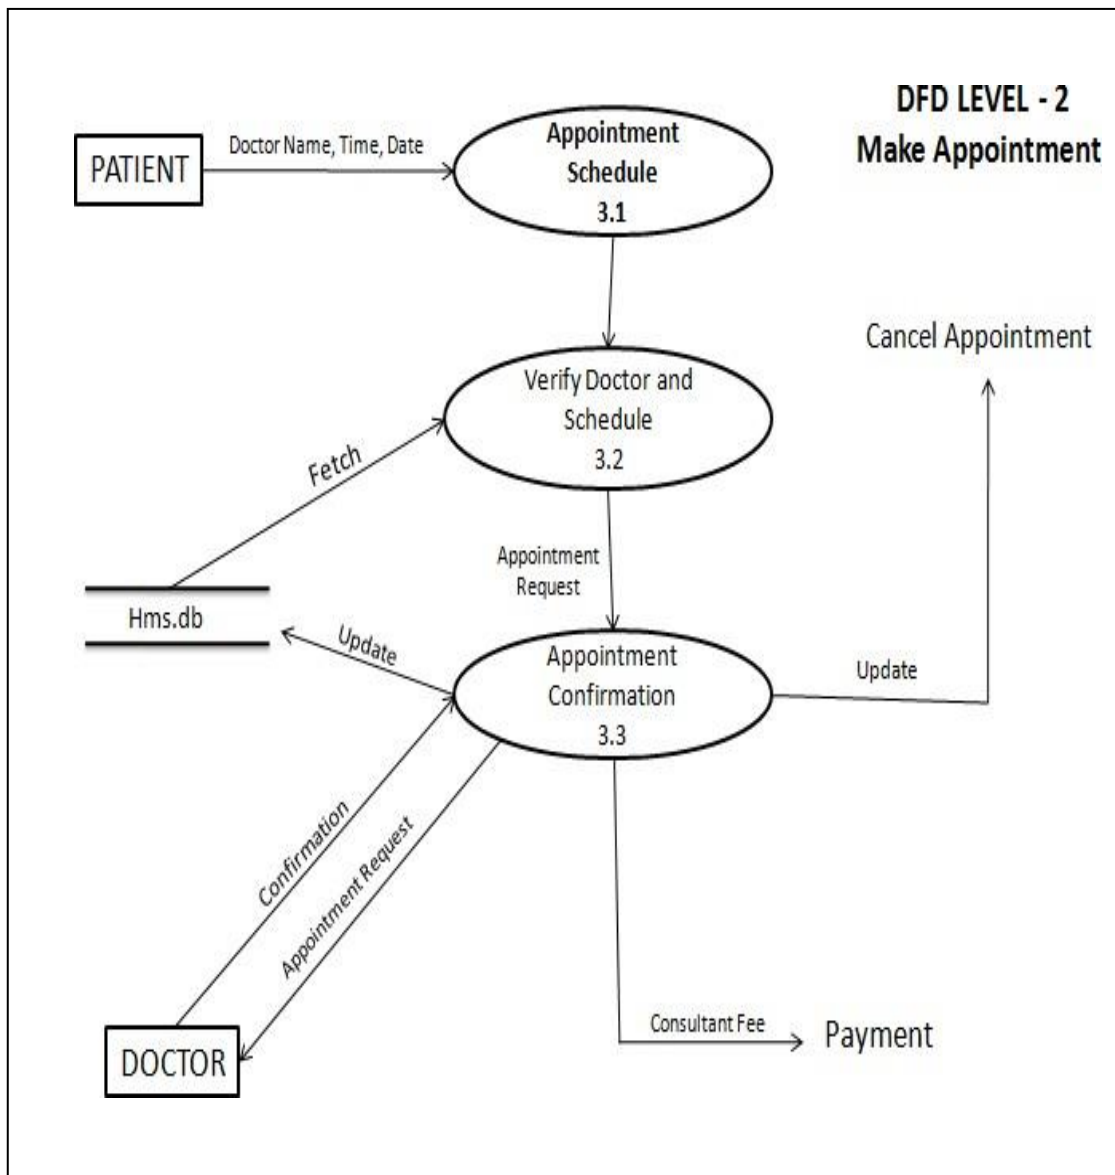 DFD LEVEL - 2
Make Appointment
PATIENT
Doctor Name, Time, Date
Appointment
Schedule
3.1
Cancel Appointment
Verify Doctor and
Schedule
3.2
Fetch
Appointment
Request
Hms.db
Update
Appointment
Confirmation
3.3
Update
Confirmation
Appointment Request
Consultant Fee
Payment
DOCTOR